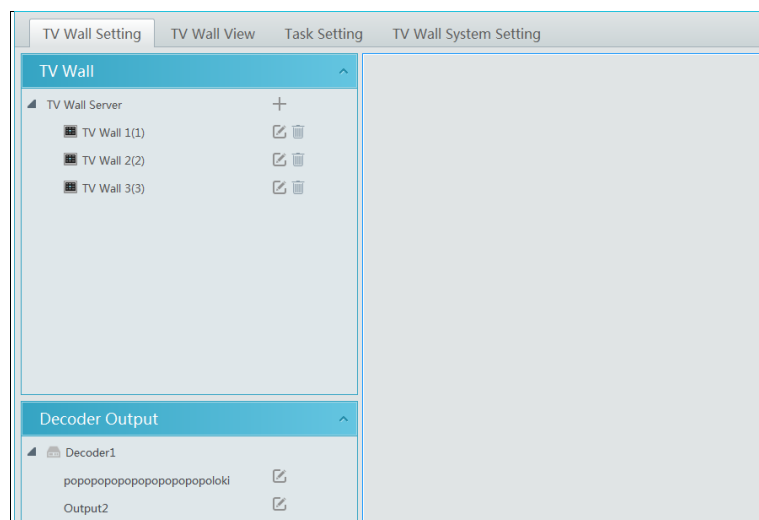 TV Wall Setting TV Wall View Task Setting TV Wall System Setting
TV Wall
TV Wall Server
TV Wall 1(1)
TV Wall 2(2)
TV Wall 3(3)
Decoder Output
Decoder1
popopopopopopopopopoloki
Output2